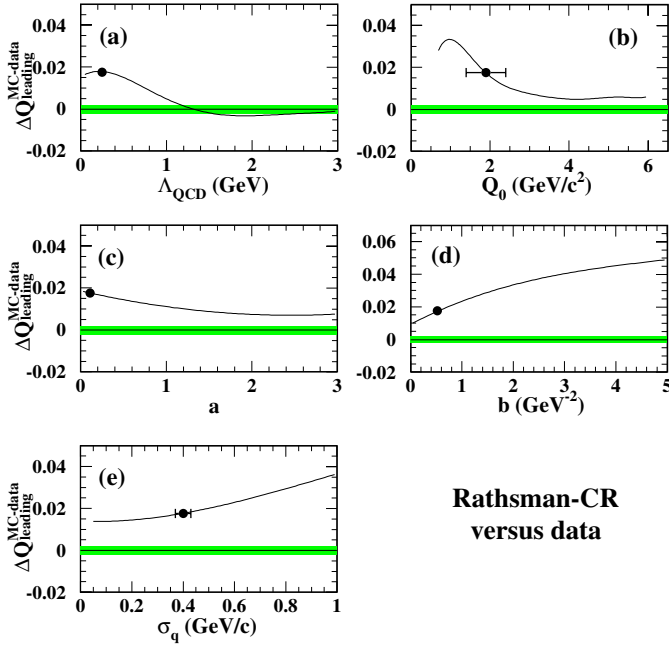 (a)
0.04
0.02
0
-0.02
ΔQ^MC-data_leading
0 1 2 3
Λ_QCD (GeV)
(b)
0.04
0.02
0
-0.02
0 2 4 6
Q_0 (GeV/c^2)
(c)
0.04
0.02
0
-0.02
ΔQ^MC-data_leading
0 1 2 3
a
(d)
0.06
0.04
0.02
0
-0.02
0 1 2 3 4 5
b (GeV^-2)
(e)
0.04
0.02
0
-0.02
ΔQ^MC-data_leading
0 0.2 0.4 0.6 0.8 1
σ_q (GeV/c)
Rathsman-CR
versus data